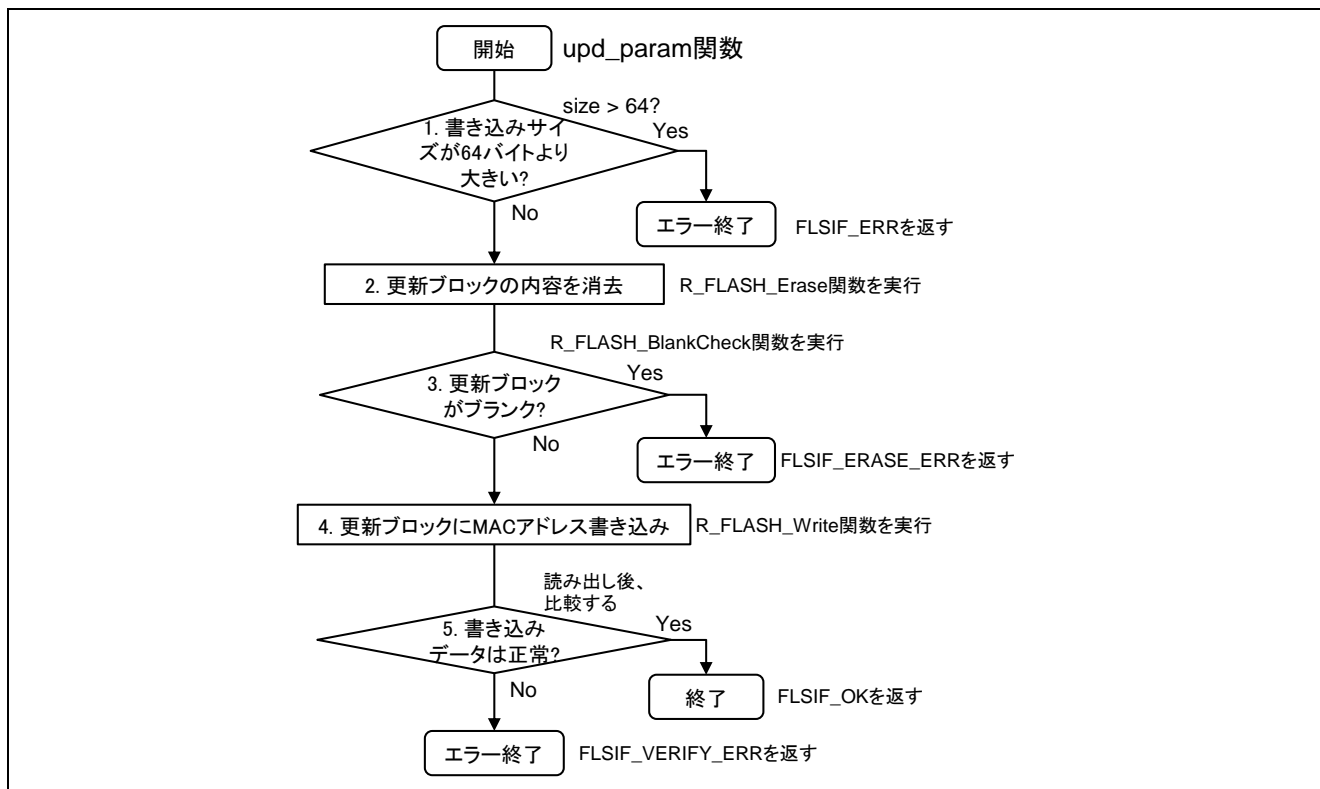 開始
upd_param関数
size > 64?
1. 書き込みサイ
ズが64バイトより
大きい?
Yes
No
エラー終了
FLSIF_ERRを返す
2. 更新ブロックの内容を消去
R_FLASH_Erase関数を実行
R_FLASH_BlankCheck関数を実行
3. 更新ブロック
がブランク?
Yes
No
エラー終了
FLSIF_ERASE_ERRを返す
4. 更新ブロックにMACアドレス書き込み
R_FLASH_Write関数を実行
読み出し後、
比較する
5. 書き込み
データは正常?
Yes
No
終了
FLSIF_OKを返す
エラー終了
FLSIF_VERIFY_ERRを返す